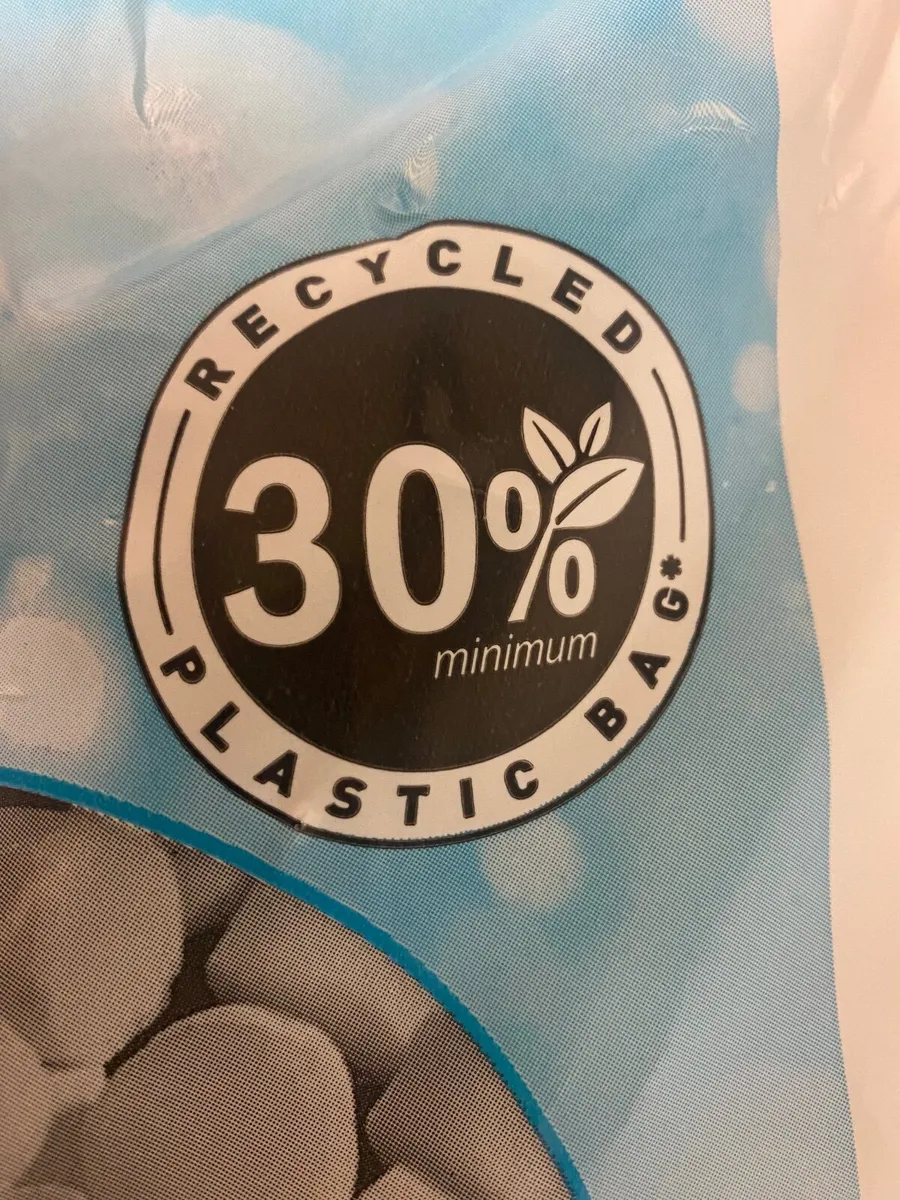 RECYCLED
30%
minimum
PLASTIC BAG*